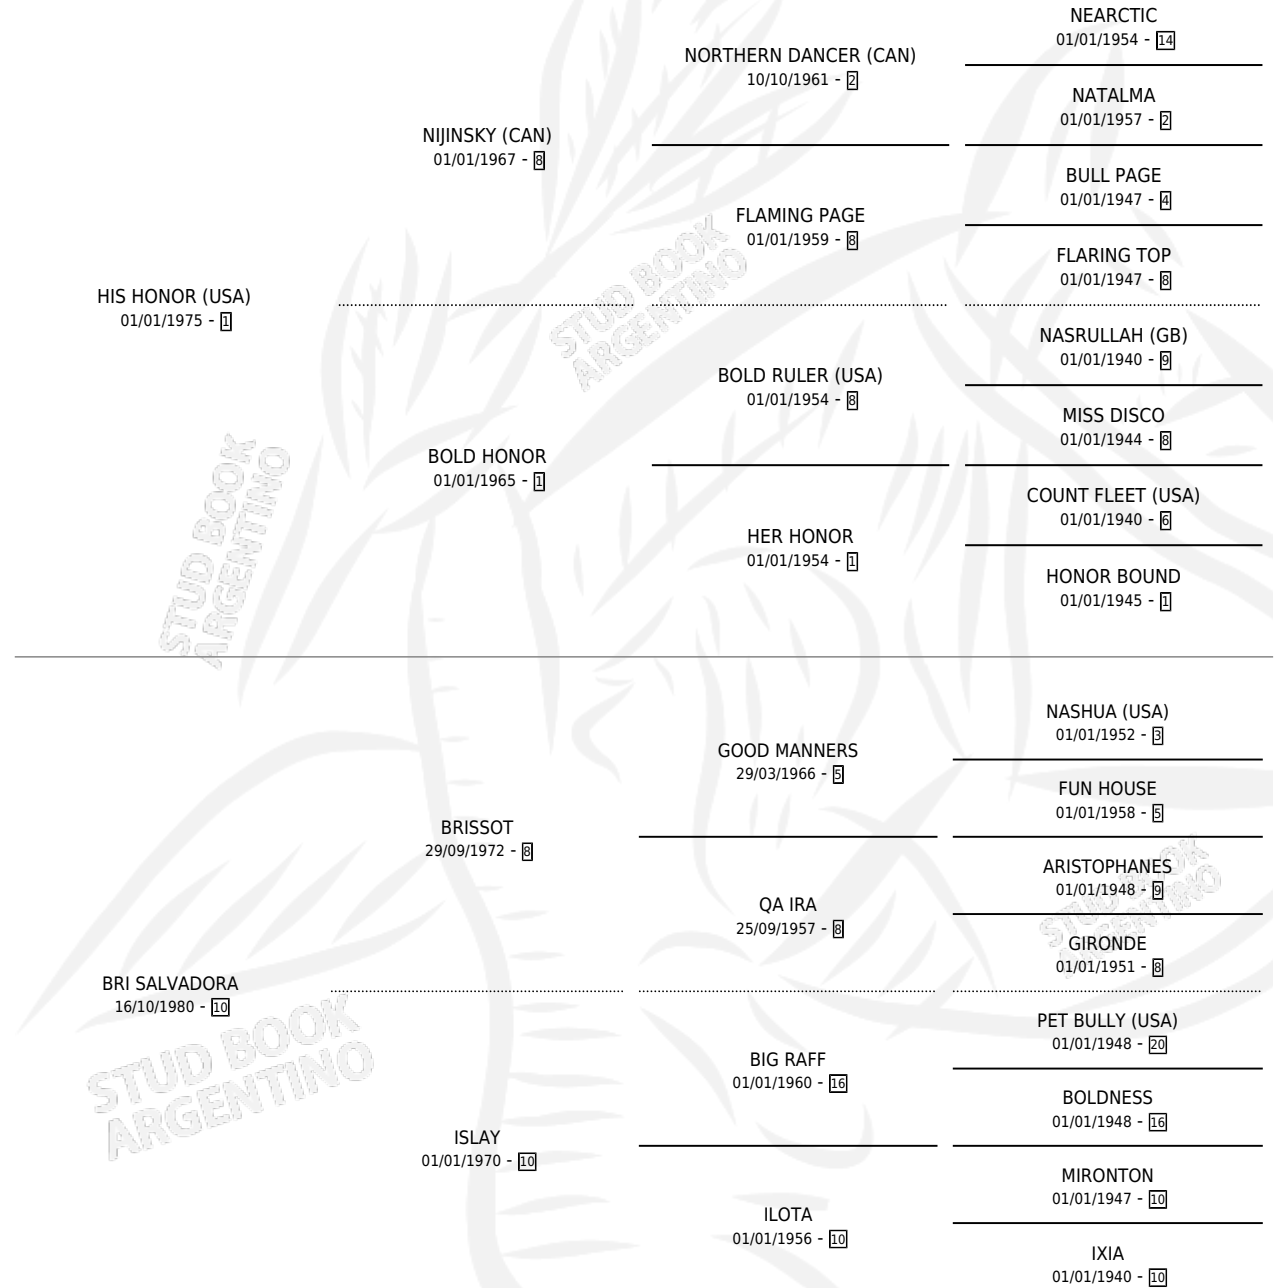 NEARCTIC
01/01/1954 - 14
NORTHERN DANCER (CAN)
10/10/1961 - 2
NATALMA
01/01/1957 - 2
NIJINSKY (CAN)
01/01/1967 - 8
BULL PAGE
01/01/1947 - 4
FLAMING PAGE
01/01/1959 - 8
FLARING TOP
01/01/1947 - 8
HIS HONOR (USA)
01/01/1975 - 1
NASRULLAH (GB)
01/01/1940 - 9
BOLD RULER (USA)
01/01/1954 - 8
MISS DISCO
01/01/1944 - 8
BOLD HONOR
01/01/1965 - 1
COUNT FLEET (USA)
01/01/1940 - 6
HER HONOR
01/01/1954 - 1
HONOR BOUND
01/01/1945 - 1
STUD BOOK
ARGENTINO
STUD BOOK
ARGENTINO
NASHUA (USA)
01/01/1952 - 3
GOOD MANNERS
29/03/1966 - 5
FUN HOUSE
01/01/1958 - 5
BRISSOT
29/09/1972 - 8
ARISTOPHANES
01/01/1948 - 9
QA IRA
25/09/1957 - 8
GIRONDE
01/01/1951 - 8
STUD BOOK
ARGENTINO
BRI SALVADORA
16/10/1980 - 10
PET BULLY (USA)
01/01/1948 - 20
BIG RAFF
01/01/1960 - 16
BOLDNESS
01/01/1948 - 16
ISLAY
01/01/1970 - 10
MIRONTON
01/01/1947 - 10
ILOTA
01/01/1956 - 10
IXIA
01/01/1940 - 10
STUD BOOK
ARGENTINO